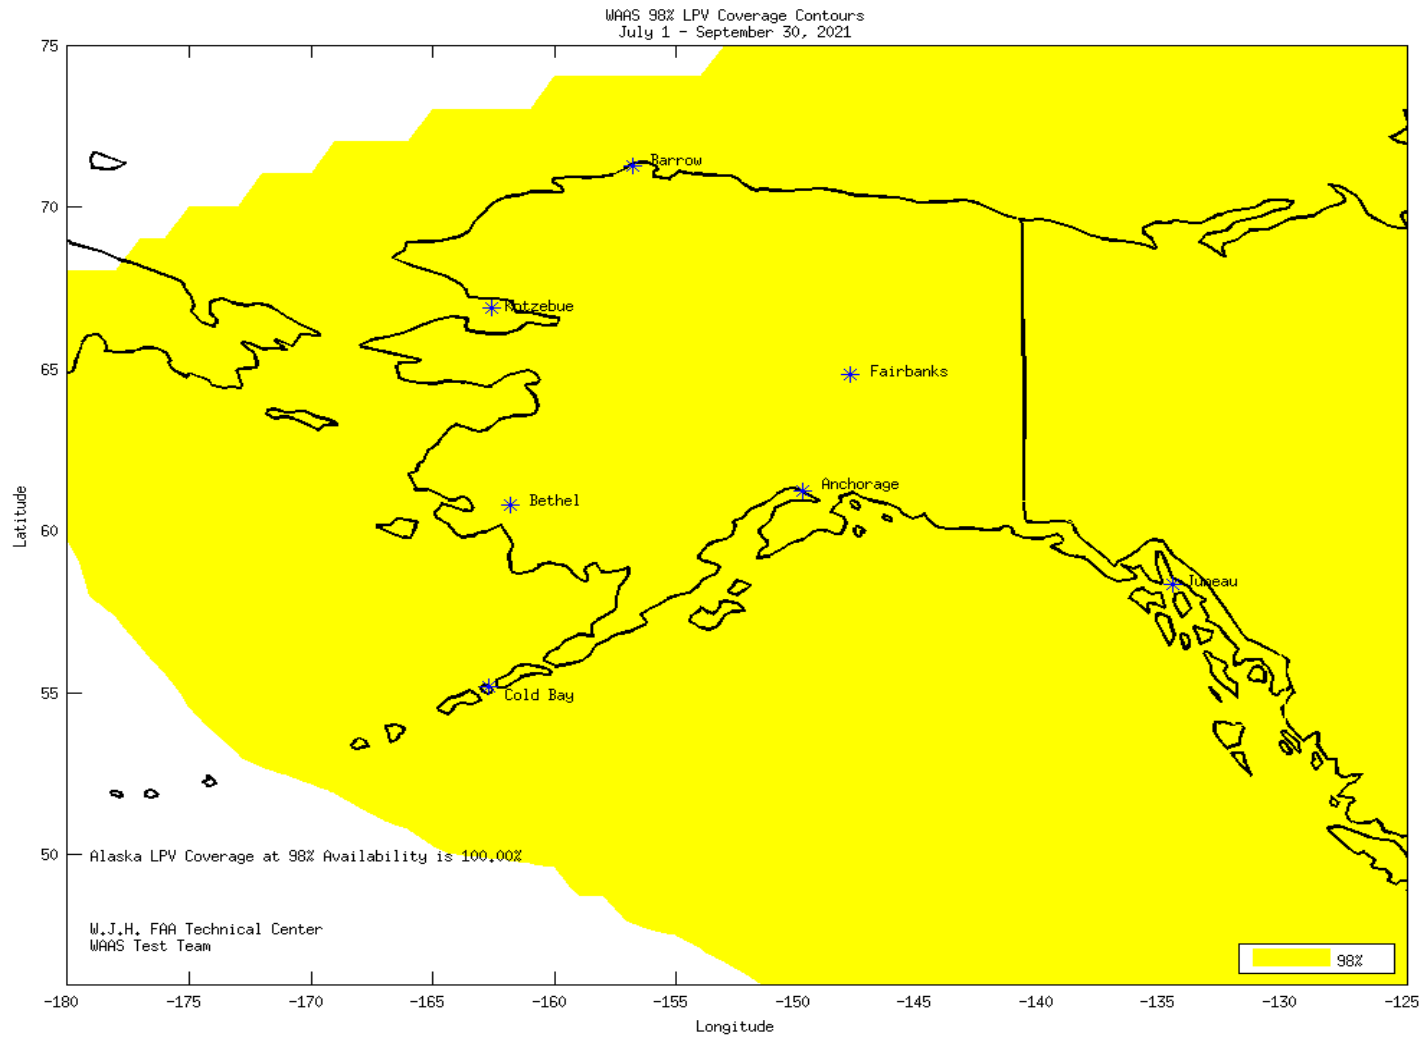 WAAS 98% LPV Coverage Contours
July 1 - September 30, 2021
75
70
65
60
55
50
Latitude
Barrow
Kotzebue
Fairbanks
Anchorage
Bethel
Juneau
Cold Bay
Alaska LPV Coverage at 98% Availability is 100.00%
W.J.H. FAA Technical Center
WAAS Test Team
98%
-180 -175 -170 -165 -160 -155 -150 -145 -140 -135 -130 -125
Longitude